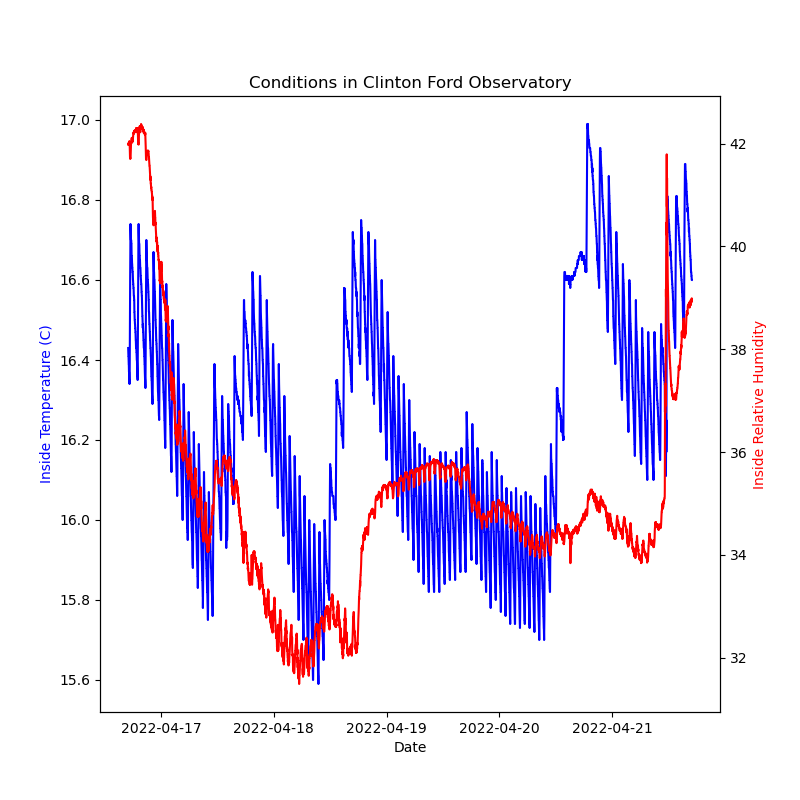 Conditions in Clinton Ford Observatory
17.0
16.8
16.6
16.4
16.2
16.0
15.8
15.6
Inside Temperature (C)
42
40
38
36
34
32
Inside Relative Humidity
2022-04-17 2022-04-18 2022-04-19 2022-04-20 2022-04-21
Date